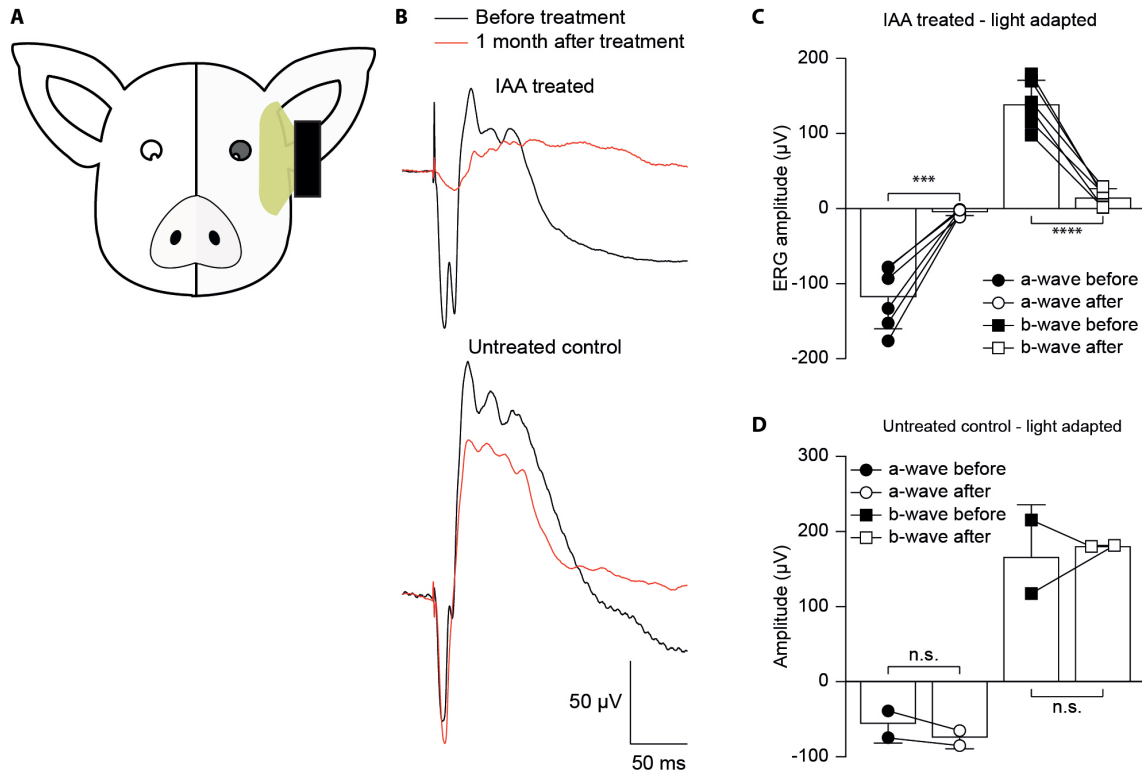 A
B
Before treatment
1 month after treatment
IAA treated
Untreated control
50 µV
50 ms
C
IAA treated - light adapted
ERG amplitude (µV)
200
100
0
-100
-200
***
****
a-wave before
a-wave after
b-wave before
b-wave after
D
Untreated control - light adapted
Amplitude (µV)
300
200
100
0
-100
a-wave before
a-wave after
b-wave before
b-wave after
n.s.
n.s.